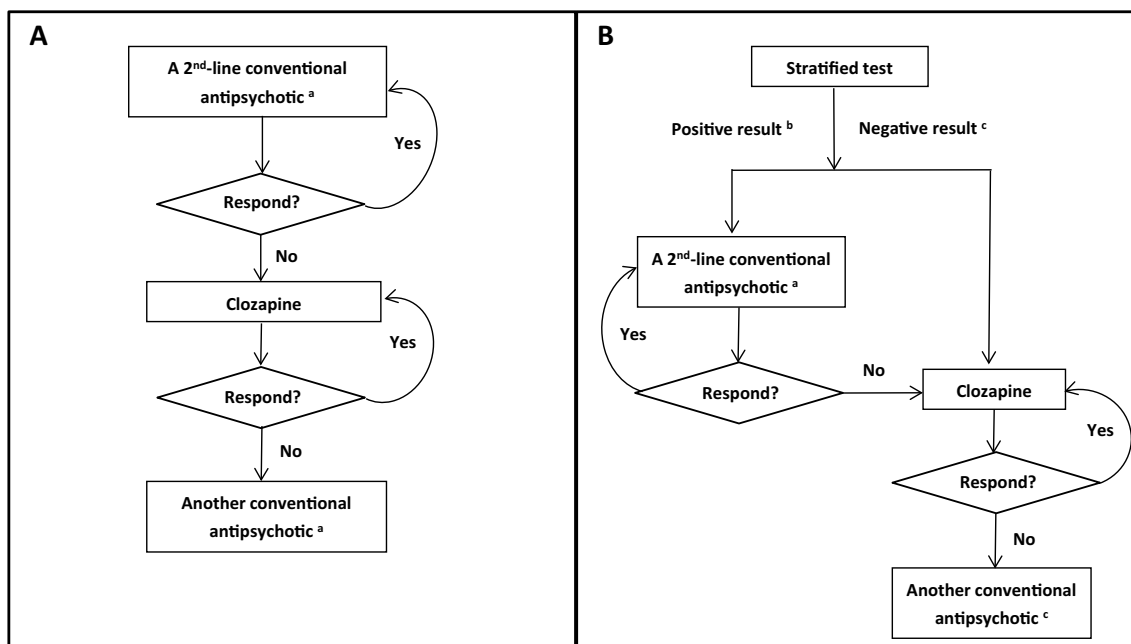 A
A 2nd-line conventional
antipsychotic a
Yes
Respond?
No
Clozapine
Yes
Respond?
No
Another conventional
antipsychotic a
B
Stratified test
Positive result b
Negative result c
A 2nd-line conventional
antipsychotic a
Yes
Respond?
No
Clozapine
Yes
Respond?
No
Another conventional
antipsychotic c